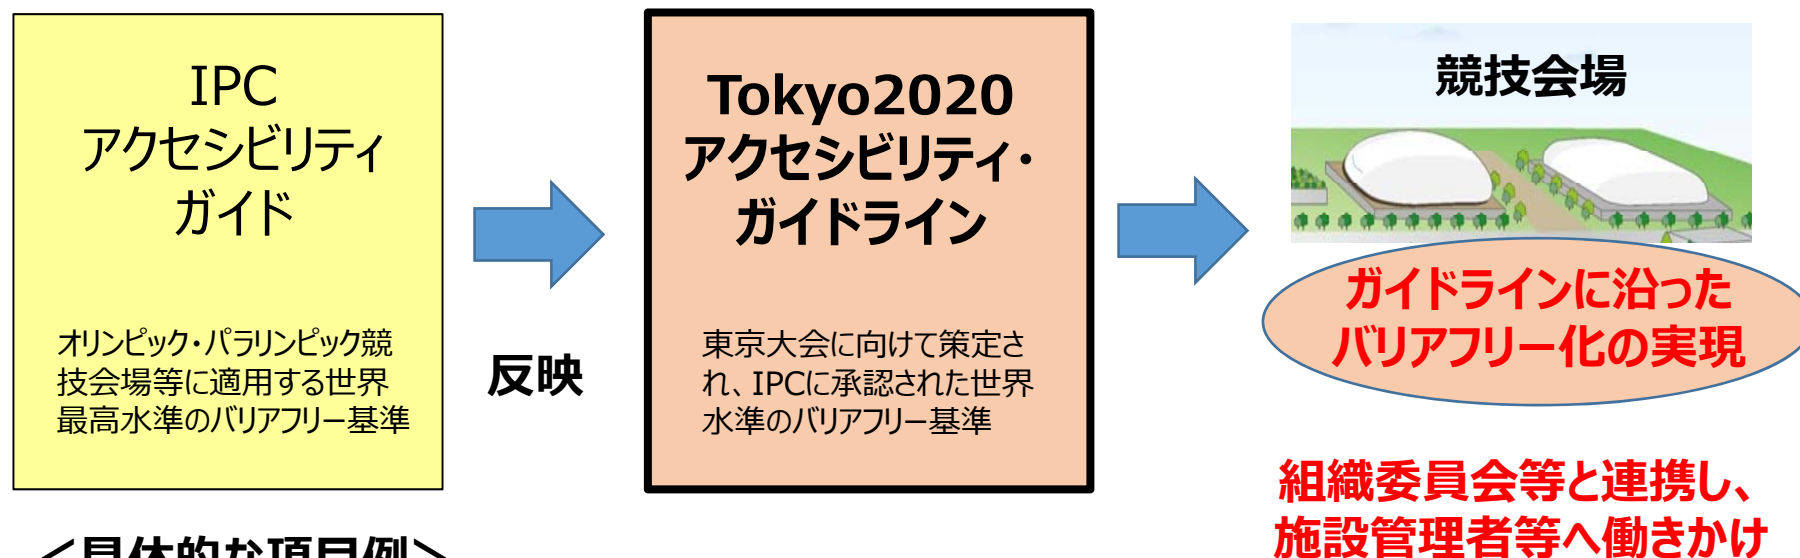 IPC
アクセシビリティ
ガイド
オリンピック・パラリンピック競
技会場等に適用する世界
最高水準のバリアフリー基準
反映
Tokyo2020
アクセシビリティ・
ガイドライン
東京大会に向けて策定さ
れ、IPCに承認された世界
水準のバリアフリー基準
競技会場
ガイドラインに沿った
バリアフリー化の実現
組織委員会等と連携し、
施設管理者等へ働きかけ
＜具体的な項目例＞